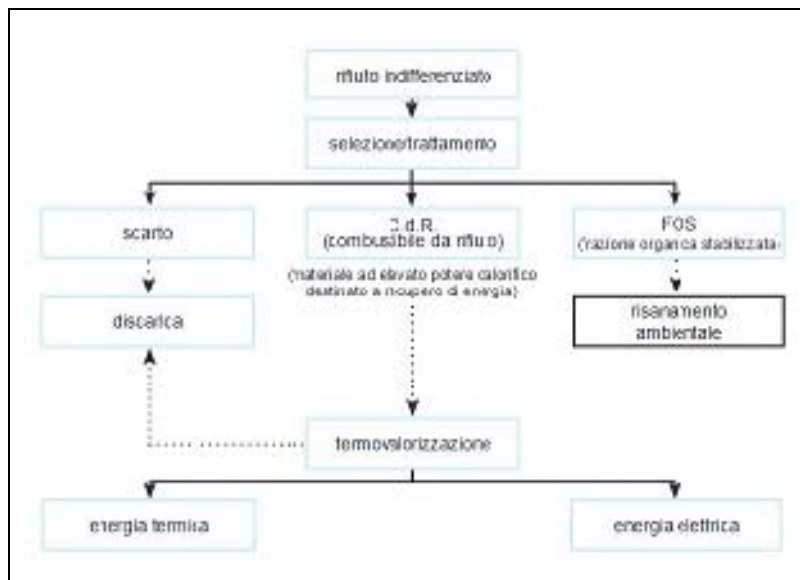 rifiuto indifferenziato
selezione/trattamento
scarto
C.d.R.
(combusibile da rifiuto)
(materiale ad elevato potere calorifico
destinato a recupero di energia)
FOS
(frazione organica stabilizzata)
discarica
risanamento
ambientale
termovalorizzazione
energia termica
energia elettrica